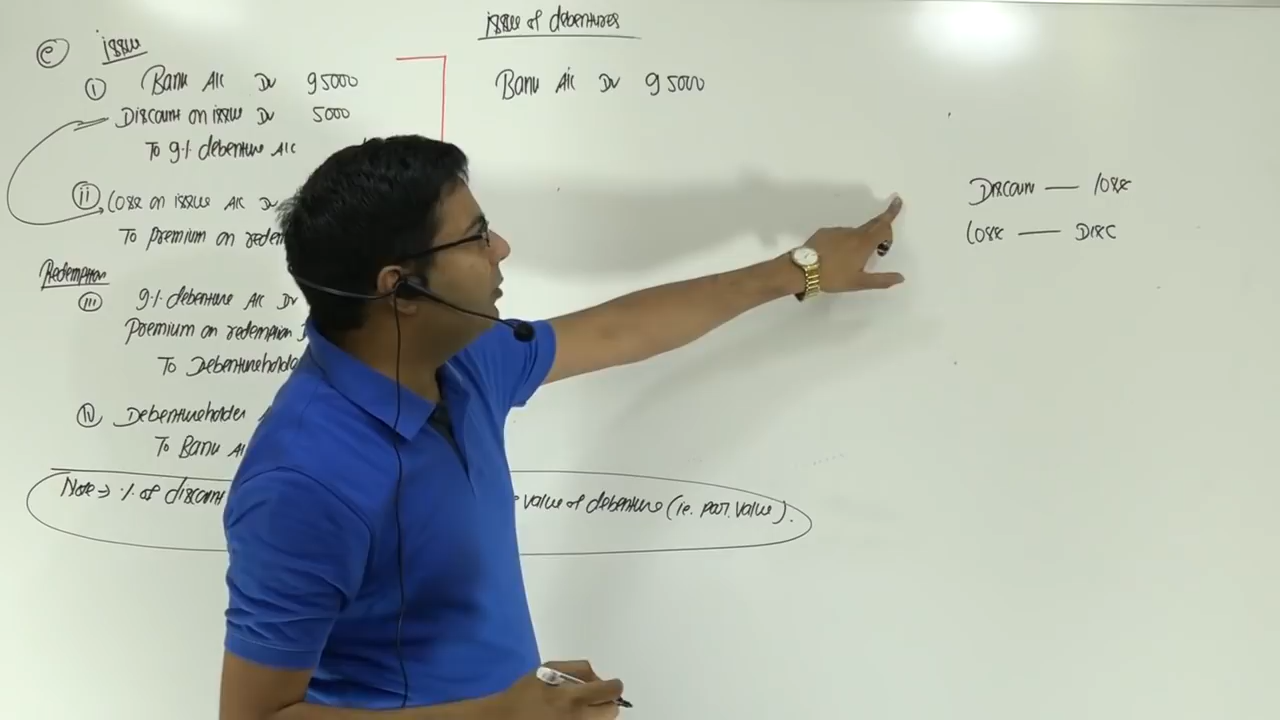 issue of debentures
(e) issue
(i) Bank A/c Dr 95000
Discount on issue Dr 5000
To 9% debenture A/c
(ii) Loss on issue A/c Dr
To premium on redem
Redemption
(iii) 9% debenture A/c Dr
Premium on redemption
To Debentureholde
(iv) Debentureholder
To Bank A/
Note → % of discount
value of debenture (ie. par value).
Bank A/c Dr 95000
Discount — loss
Loss — Disc